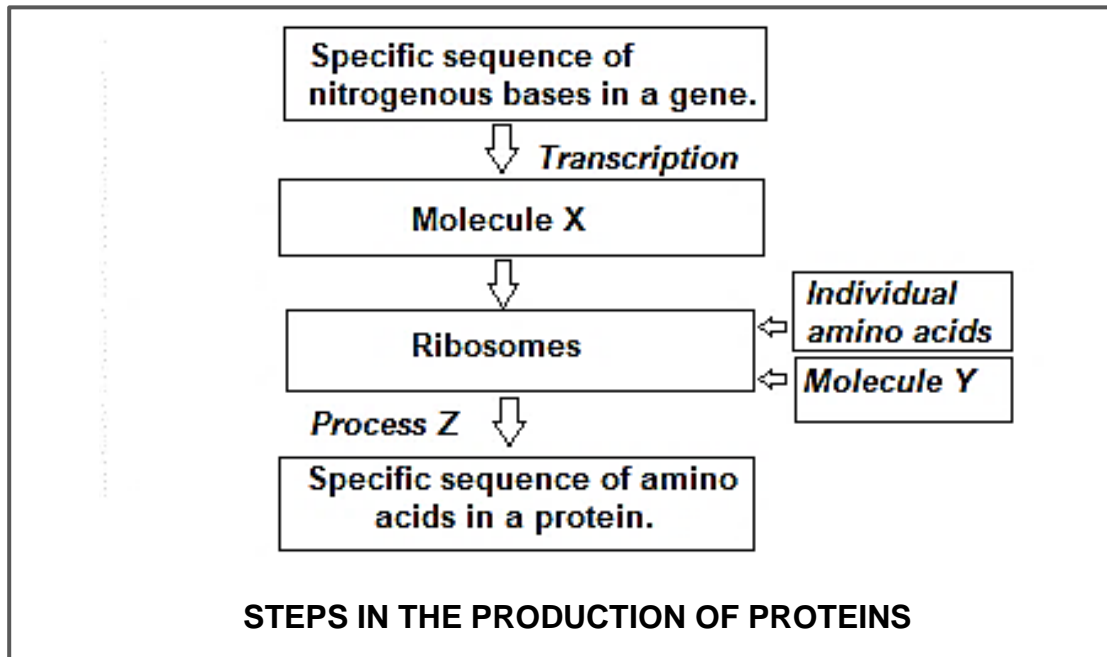 Specific sequence of
nitrogenous bases in a gene.
Transcription
Molecule X
Ribosomes
Individual
amino acids
Molecule Y
Process Z
Specific sequence of amino
acids in a protein.
STEPS IN THE PRODUCTION OF PROTEINS